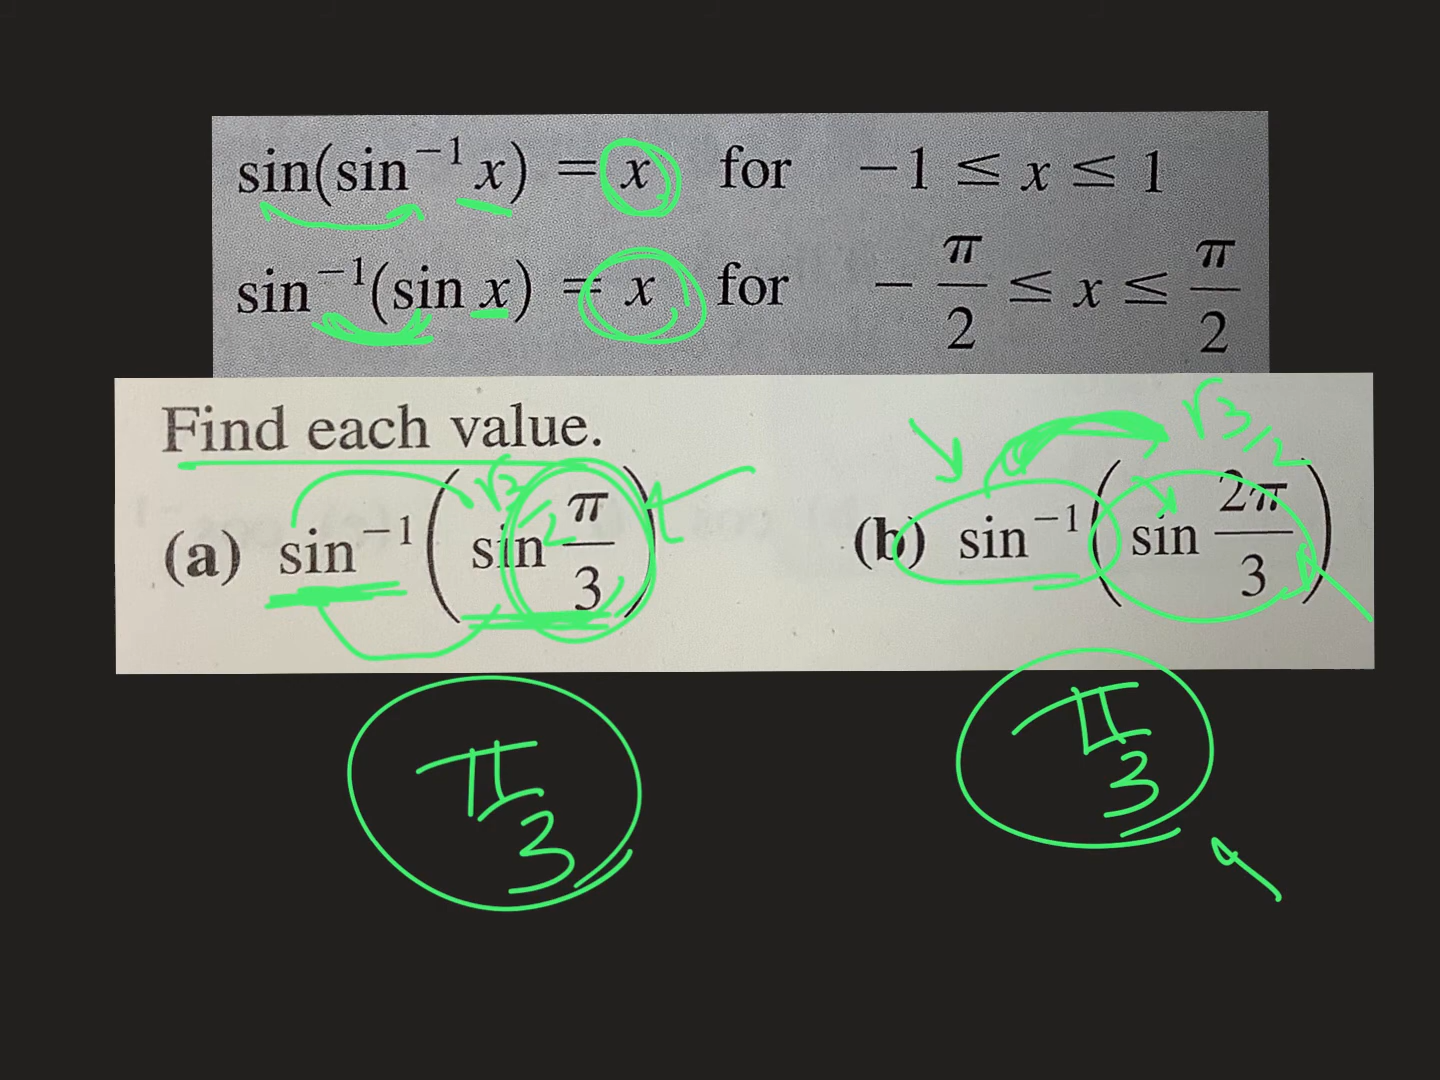 sin(sin⁻¹ x) = x for −1 ≤ x ≤ 1
sin⁻¹(sin x) = x for −π/2 ≤ x ≤ π/2
Find each value.
√3/2
√3/2
(a) sin⁻¹(sin π/3)
(b) sin⁻¹(sin 2π/3)
π/3
π/3